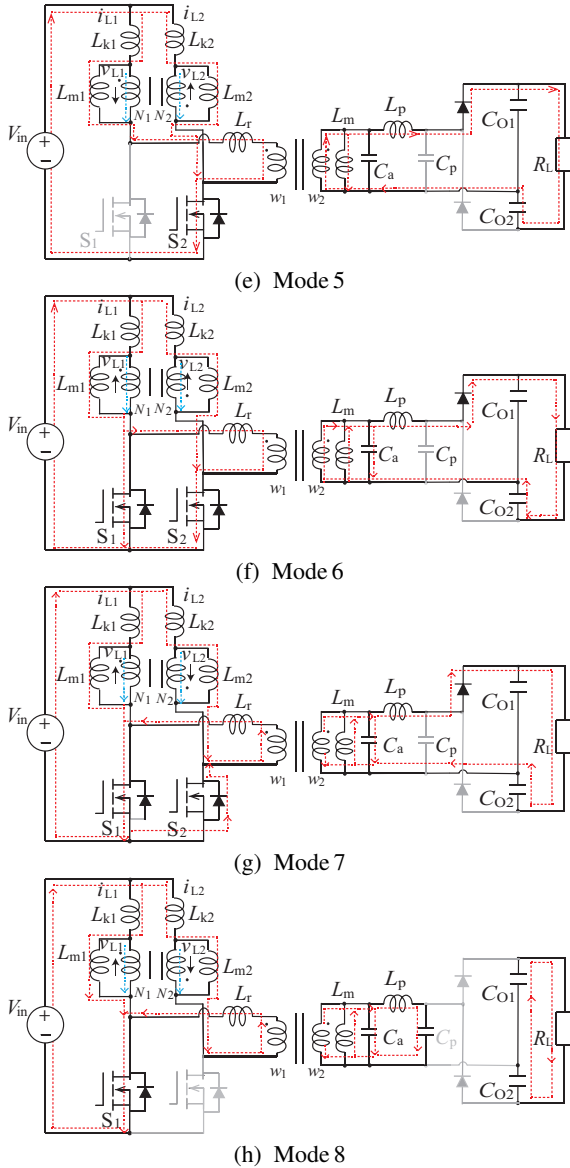 iL1 iL2
Lk1 Lk2
Lm1 vL1 vL2 Lm2
N1 N2
Vin + −
Lr
w1 w2
Lm Lp
Ca Cp
CO1
CO2
RL
S1 S2
(e) Mode 5
iL1 iL2
Lk1 Lk2
Lm1 vL1 vL2 Lm2
N1 N2
Vin + −
Lr
w1 w2
Lm Lp
Ca Cp
CO1
CO2
RL
S1 S2
(f) Mode 6
iL1 iL2
Lk1 Lk2
Lm1 vL1 vL2 Lm2
N1 N2
Vin + −
Lr
w1 w2
Lm Lp
Ca Cp
CO1
CO2
RL
S1 S2
(g) Mode 7
iL1 iL2
Lk1 Lk2
Lm1 vL1 vL2 Lm2
N1 N2
Vin + −
Lr
w1 w2
Lm Lp
Ca Cp
CO1
CO2
RL
S1
(h) Mode 8